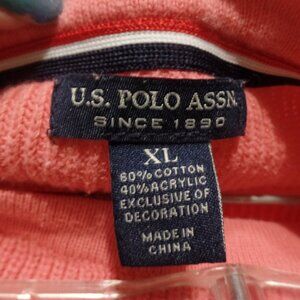 U.S. POLO ASSN.
SINCE 1890
XL
60% COTTON
40% ACRYLIC
EXCLUSIVE OF
DECORATION
MADE IN
CHINA